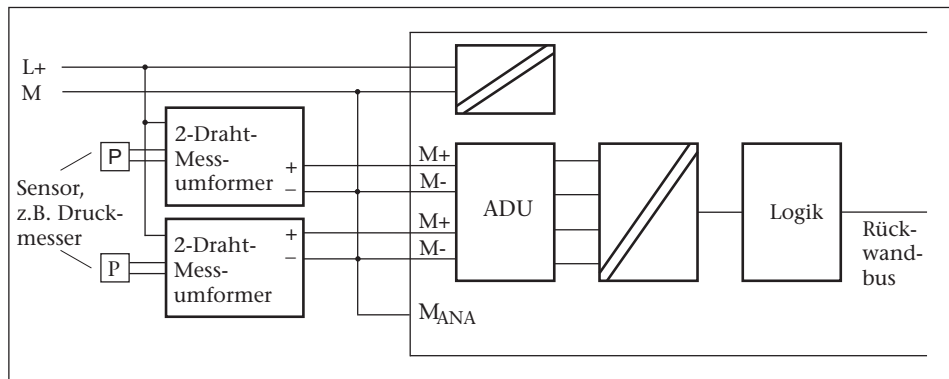 L+
M
2-Draht-
Mess-
umformer
+
–
P
Sensor,
z.B. Druck-
messer
P
2-Draht-
Mess-
umformer
+
–
M+
M-
M+
M-
ADU
Logik
Rück-
wand-
bus
MANA